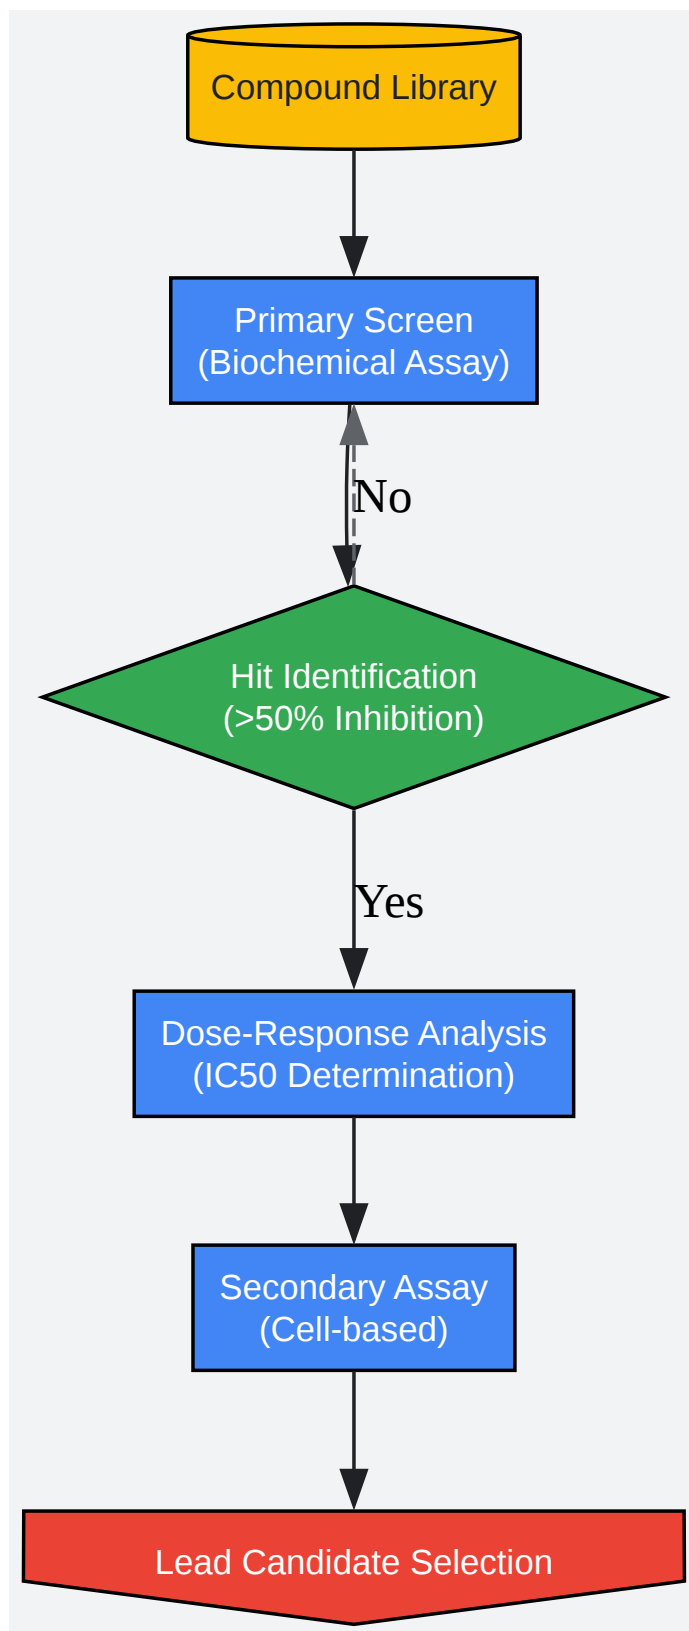 Compound Library
Primary Screen
(Biochemical Assay)
No
Hit Identification
(>50% Inhibition)
Yes
Dose-Response Analysis
(IC50 Determination)
Secondary Assay
(Cell-based)
Lead Candidate Selection